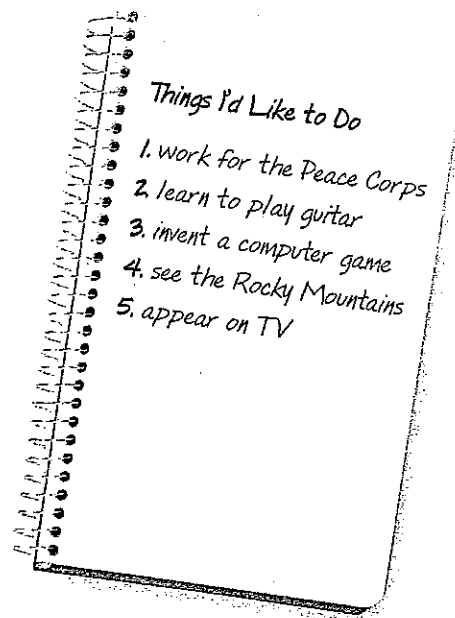 Things I'd Like to Do
1. work for the Peace Corps
2. learn to play guitar
3. invent a computer game
4. see the Rocky Mountains
5. appear on TV